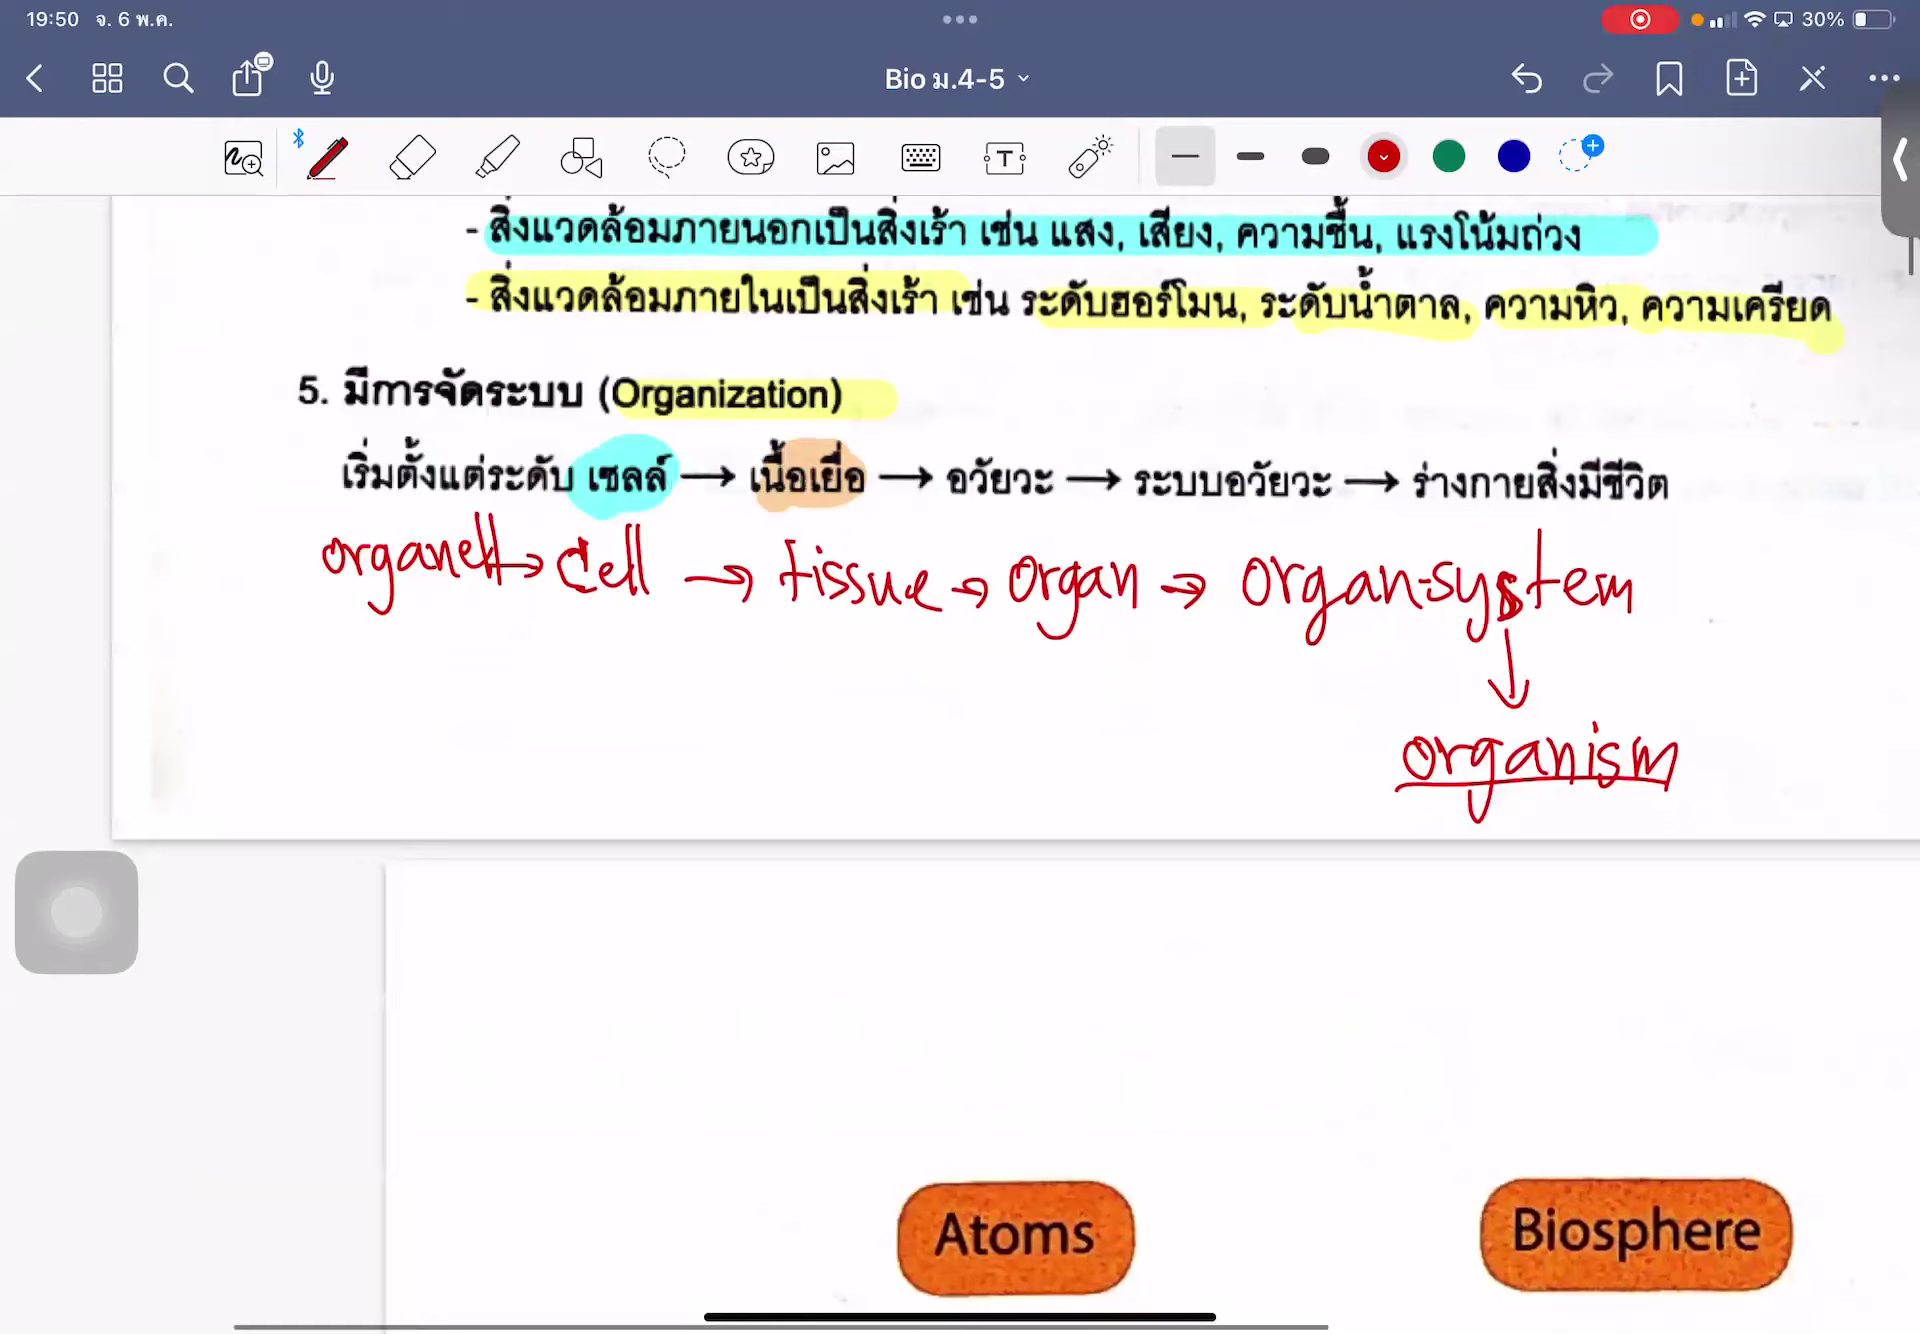 19:50 จ. 6 พ.ค.
30%
Bio ม.4-5
T
- สิ่งแวดล้อมภายนอกเป็นสิ่งเร้า เช่น แสง, เสียง, ความชื้น, แรงโน้มถ่วง
- สิ่งแวดล้อมภายในเป็นสิ่งเร้า เช่น ระดับฮอร์โมน, ระดับน้ำตาล, ความหิว, ความเครียด
5. มีการจัดระบบ (Organization)
เริ่มตั้งแต่ระดับ เซลล์ → เนื้อเยื่อ → อวัยวะ → ระบบอวัยวะ → ร่างกายสิ่งมีชีวิต
organell → Cell → tissue → organ → organ-system
↓
organism
Atoms Biosphere